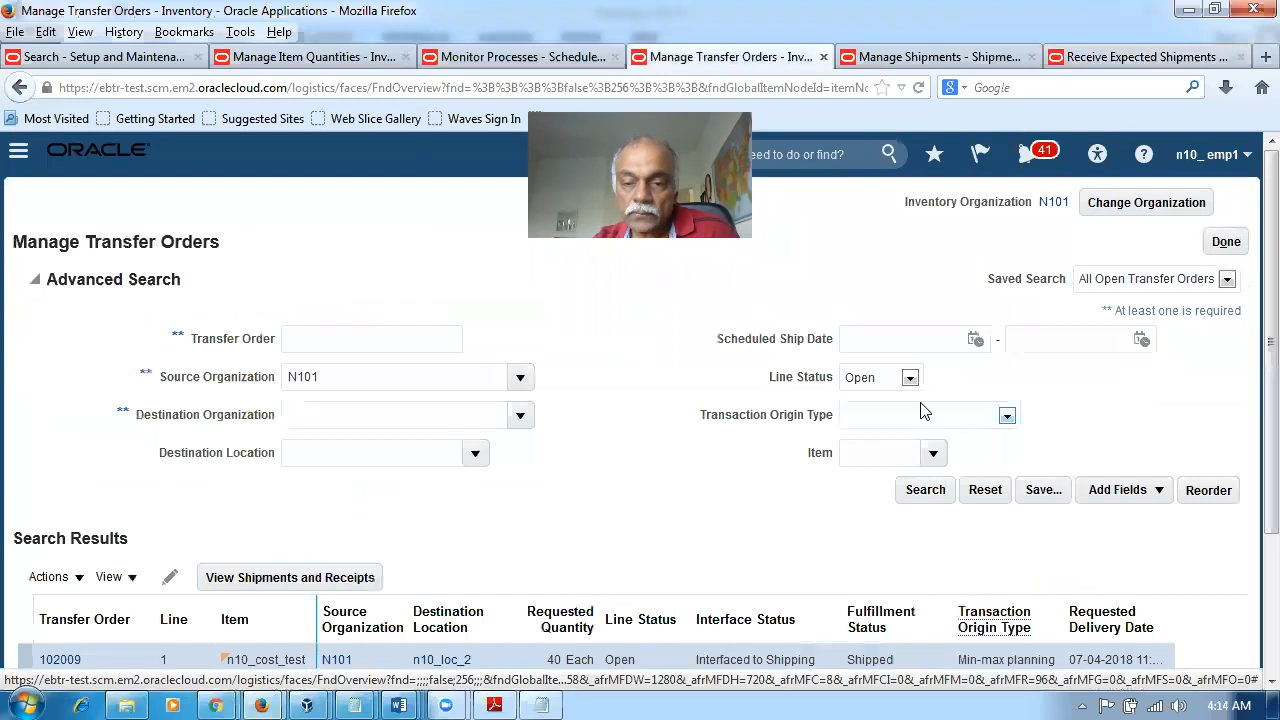 Manage Transfer Orders - Inventory - Oracle Applications - Mozilla Firefox
File Edit View History Bookmarks Tools Help
Search - Setup and Maintena... Manage Item Quantities - Inv... Monitor Processes - Schedule... Manage Transfer Orders - Inv... Manage Shipments - Shipme... Receive Expected Shipments ...
https://ebtr-test.scm.em2.oraclecloud.com/logistics/faces/FndOverview?fnd=%3B%3B%3B%3Bfalse%3B256%3B%3B%3B&fndGlobalItemNodeId=itemNo Google
Most Visited Getting Started Suggested Sites Web Slice Gallery Waves Sign In
ORACLE need to do or find? 41 n10_ emp1
Inventory Organization N101 Change Organization
Manage Transfer Orders Done
Advanced Search Saved Search All Open Transfer Orders
** At least one is required
** Transfer Order Scheduled Ship Date -
** Source Organization N101 Line Status Open
** Destination Organization Transaction Origin Type
Destination Location Item
Search Reset Save... Add Fields Reorder
Search Results
Actions View View Shipments and Receipts
Transfer Order Line Item Source Organization Destination Location Requested Quantity Line Status Interface Status Fulfillment Status Transaction Origin Type Requested Delivery Date
102009 1 n10_cost_test N101 n10_loc_2 40 Each Open Interfaced to Shipping Shipped Min-max planning 07-04-2018 11:...
https://ebtr-test.scm.em2.oraclecloud.com/logistics/faces/FndOverview?fnd=;;;;false;256;;;&fndGlobalItem...58&_afrMFDW=1280&_afrMFDH=720&_afrMFC=8&_afrMFCI=0&_afrMFM=0&_afrMFR=96&_afrMFG=0&_afrMFS=0&_afrMFO=0#
4:14 AM